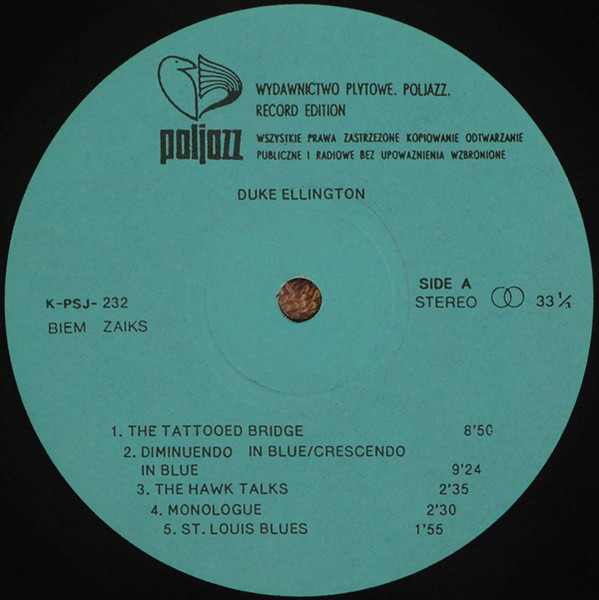 WYDAWNICTWO PLYTOWE. POLJAZZ.
RECORD EDITION
poljazz
WSZYSTKIE PRAWA ZASTRZEZONE KOPIOWANIE ODTWARZANIE
PUBLICZNE I RADIOWE BEZ UPOWAZNIENIA WZBRONIONE
DUKE ELLINGTON
K-PSJ- 232
BIEM ZAIKS
SIDE A
STEREO 33 1/3
1. THE TATTOOED BRIDGE 8'50
2. DIMINUENDO IN BLUE/CRESCENDO
IN BLUE 9'24
3. THE HAWK TALKS 2'35
4. MONOLOGUE 2'30
5. ST. LOUIS BLUES 1'55